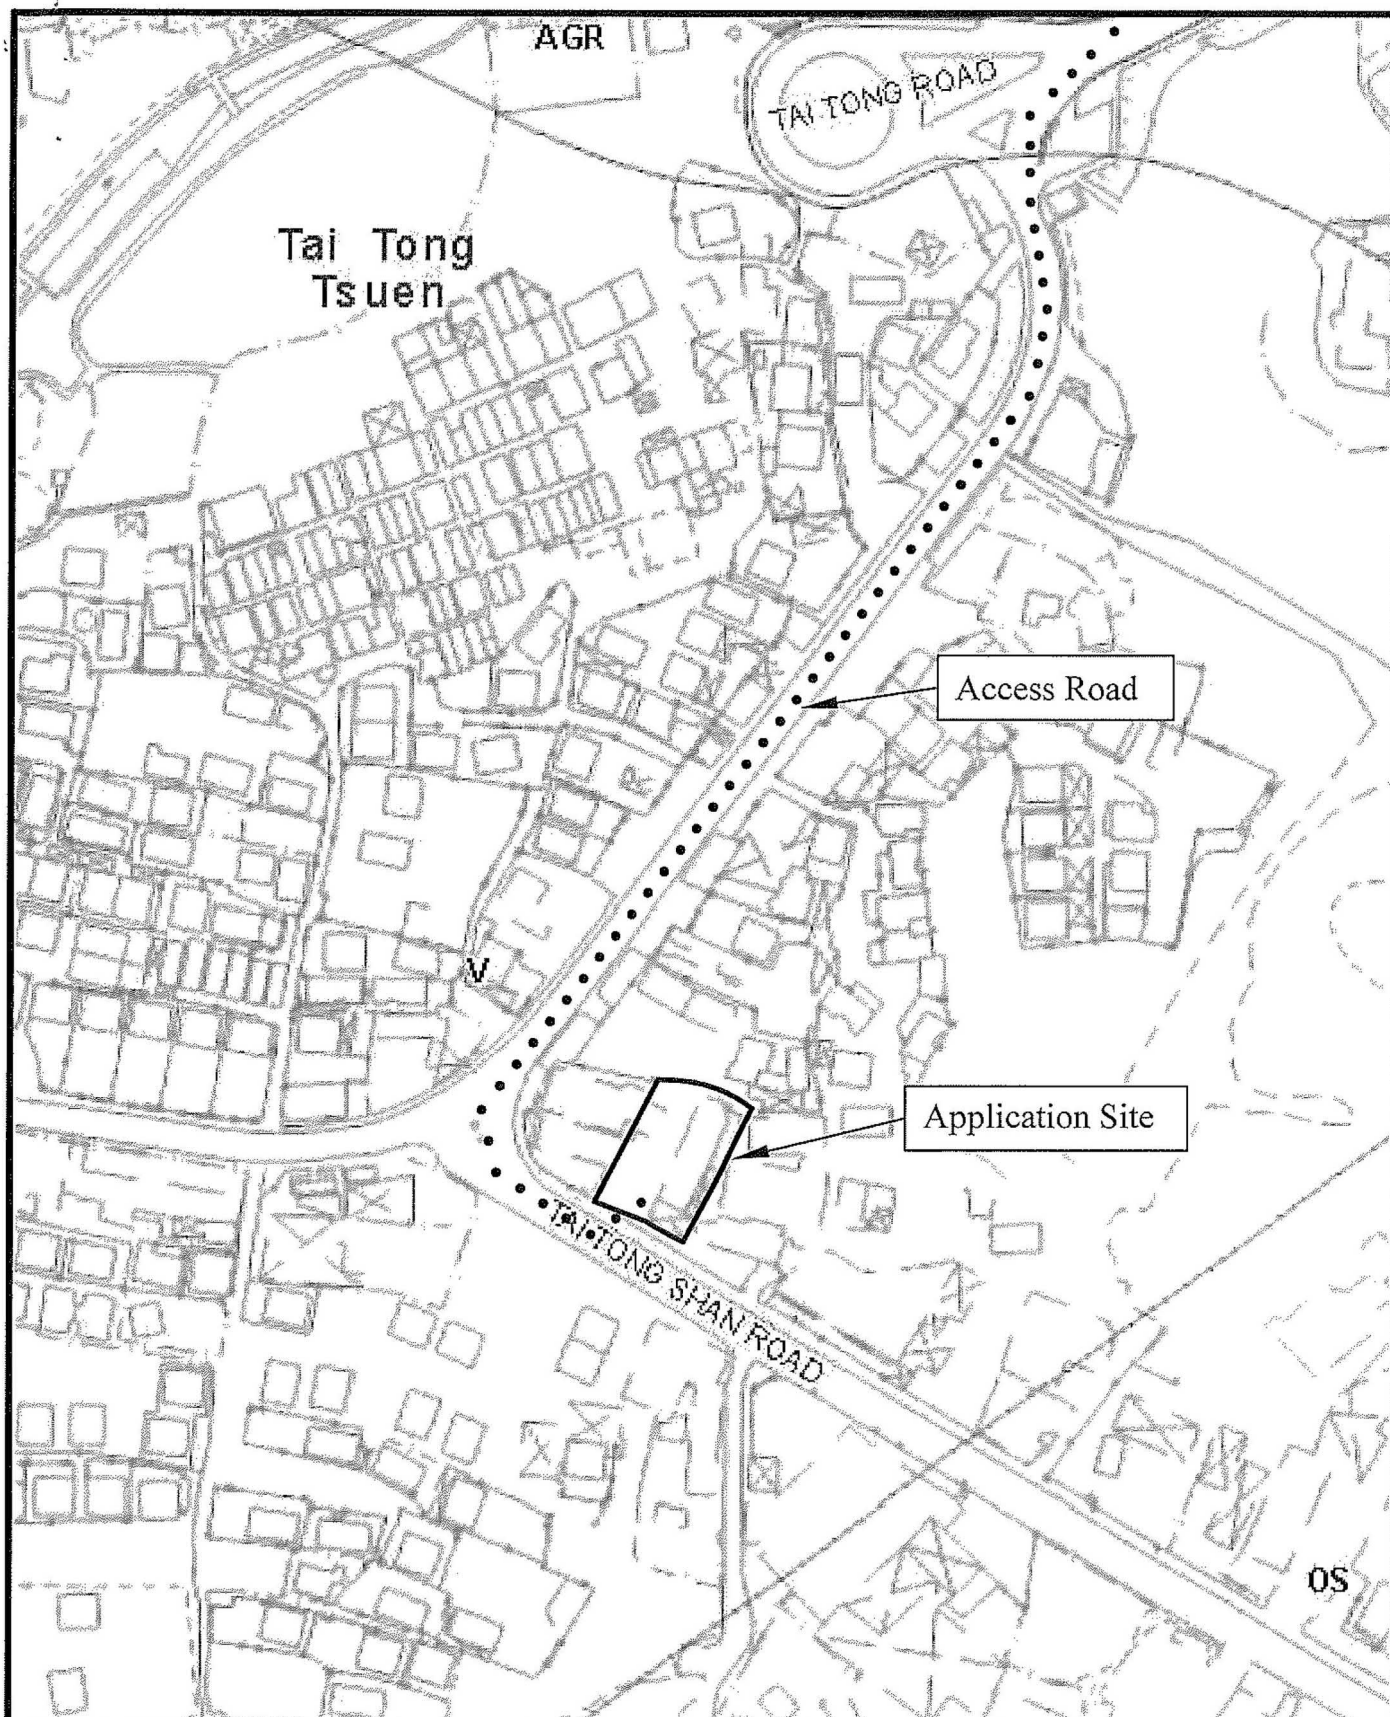 AGR
TAI TONG ROAD
Tai Tong
Tsuen
Access Road
V
Application Site
TAI TONG SHAN ROAD
OS